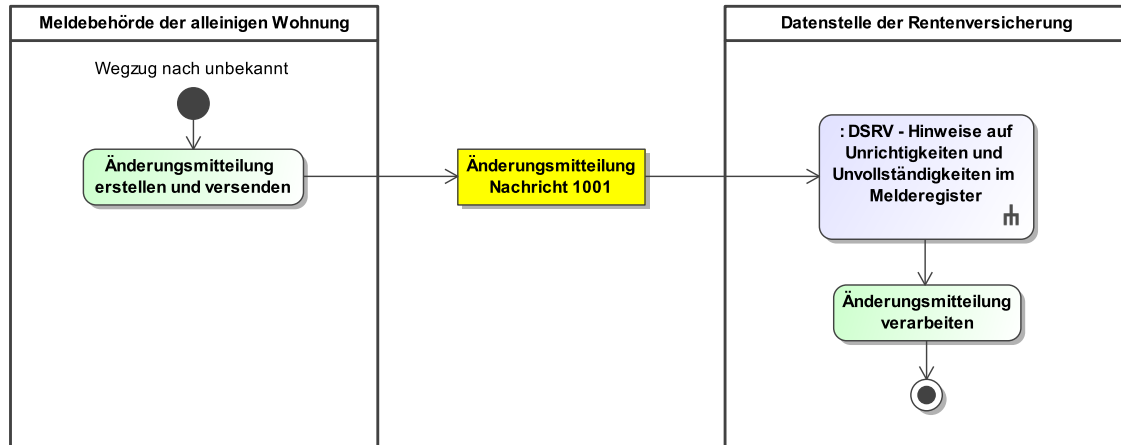 Meldebehörde der alleinigen Wohnung
Datenstelle der Rentenversicherung
Wegzug nach unbekannt
Änderungsmitteilung
erstellen und versenden
Änderungsmitteilung
Nachricht 1001
: DSRV - Hinweise auf
Unrichtigkeiten und
Unvollständigkeiten im
Melderegister
Änderungsmitteilung
verarbeiten